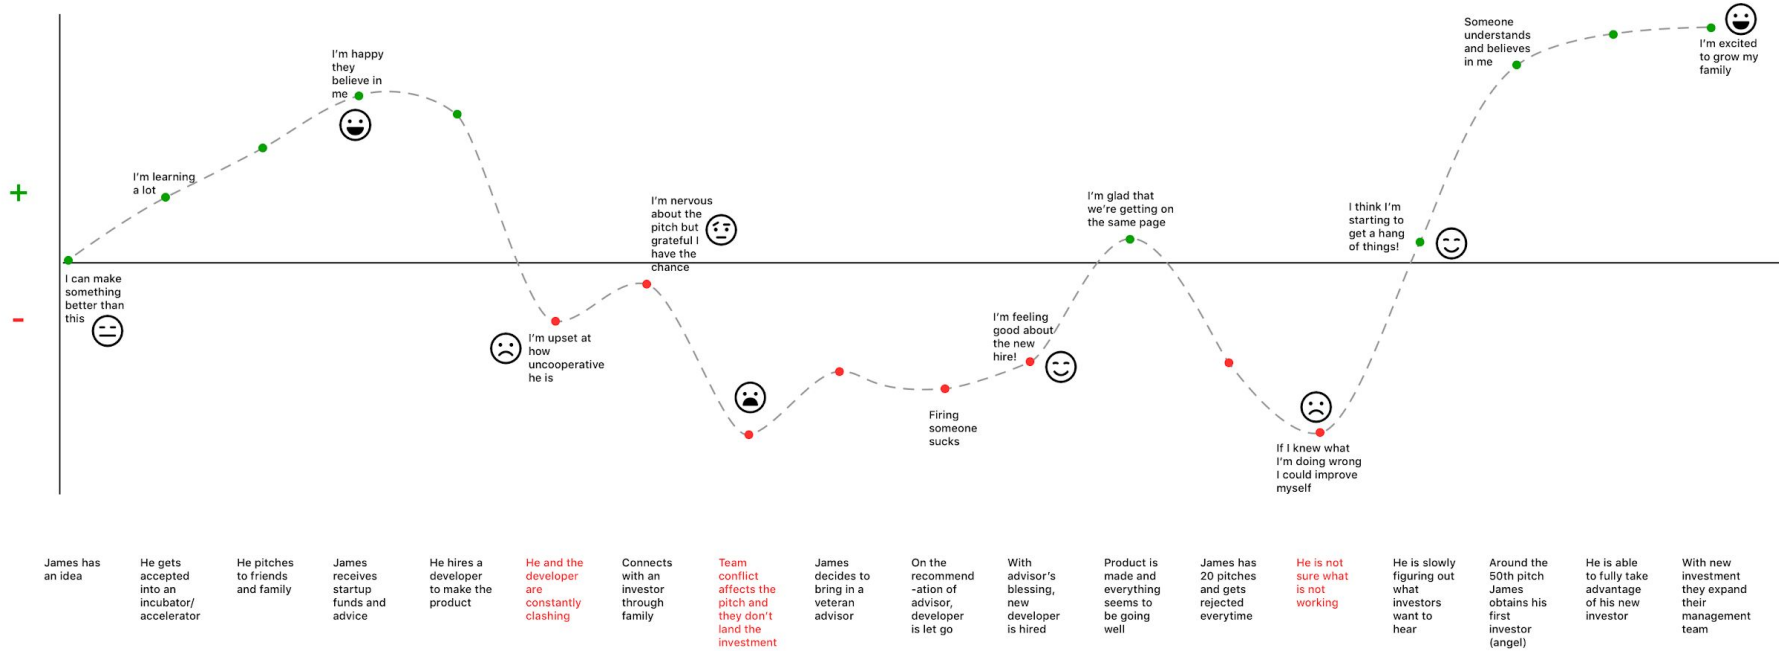 I'm happy
they
believe in
me
I'm learning
a lot
+
-
I can make
something
better than
this
I'm upset at
how
uncooperative
he is
I'm nervous
about the
pitch but
grateful I
have the
chance
Firing
someone
sucks
I'm feeling
good about
the new
hire!
I'm glad that
we're getting on
the same page
If I knew what
I'm doing wrong
I could improve
myself
I think I'm
starting to
get a hang
of things!
Someone
understands
and believes
in me
I'm excited
to grow my
family
James has
an idea
He gets
accepted
into an
incubator/
accelerator
He pitches
to friends
and family
James
receives
startup
funds and
advice
He hires a
developer
to make the
product
He and the
developer
are
constantly
clashing
Connects
with an
investor
through
family
Team
conflict
affects the
pitch and
they don't
land the
investment
James
decides to
bring in a
veteran
advisor
On the
recommend
-ation of
advisor,
developer
is let go
With
advisor's
blessing,
new
developer
is hired
Product is
made and
everything
seems to
be going
well
James has
20 pitches
and gets
rejected
everytime
He is not
sure what
is not
working
He is slowly
figuring out
what
investors
want to
hear
Around the
50th pitch
James
obtains his
first
investor
(angel)
He is able
to fully take
advantage
of his new
investor
With new
investment
they expand
their
management
team